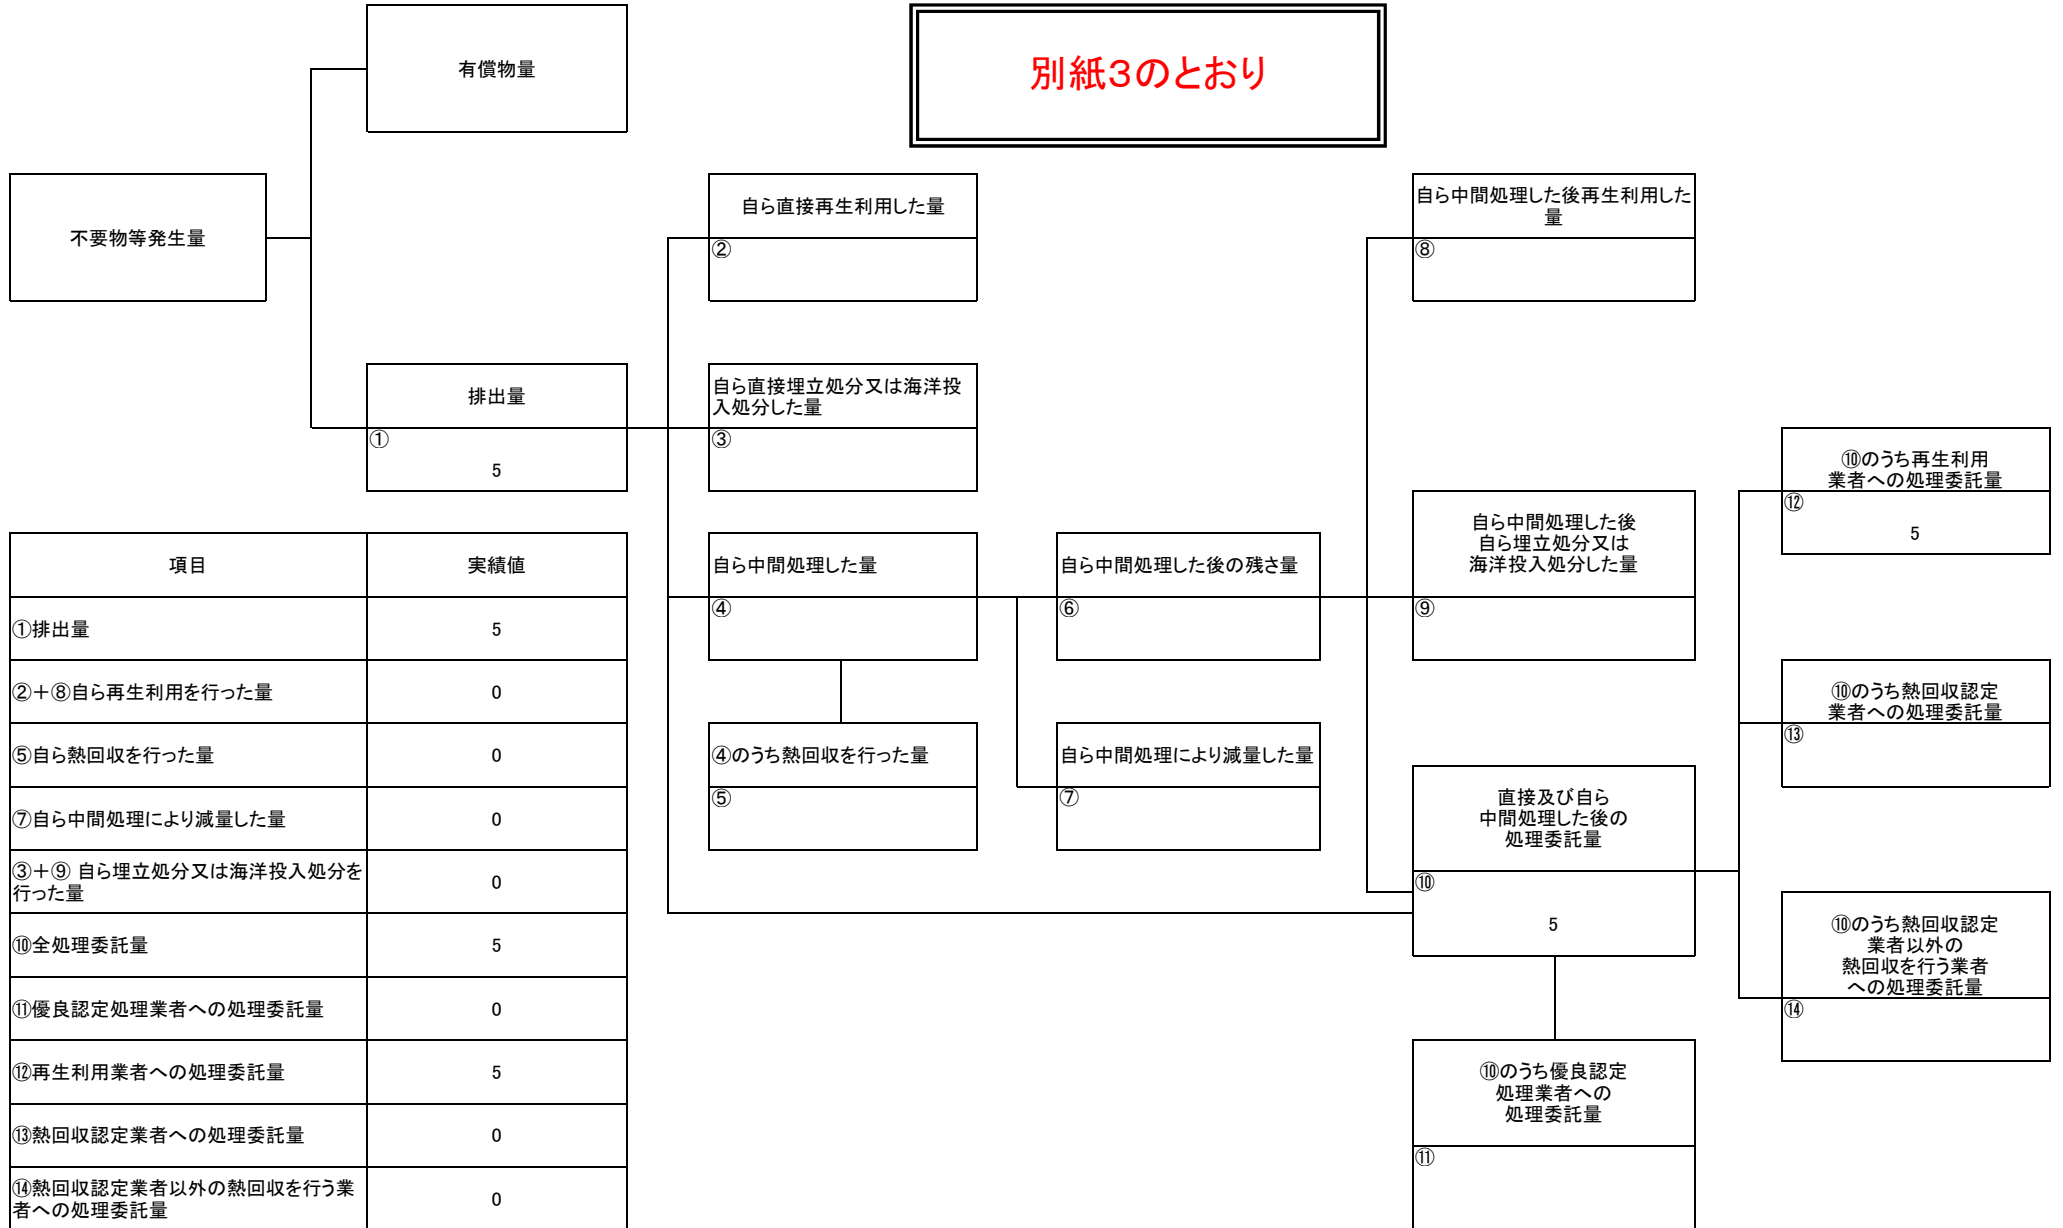 有償物量
別紙３のとおり
不要物等発生量
自ら直接再生利用した量
②
自ら中間処理した後再生利用した
量
⑧
排出量
①
5
自ら直接埋立処分又は海洋投
入処分した量
③
⑩のうち再生利用
業者への処理委託量
⑫
5
自ら中間処理した量
④
自ら中間処理した後の残さ量
⑥
自ら中間処理した後
自ら埋立処分又は
海洋投入処分した量
⑨
⑩のうち熱回収認定
業者への処理委託量
⑬
④のうち熱回収を行った量
⑤
自ら中間処理により減量した量
⑦
直接及び自ら
中間処理した後の
処理委託量
⑩
5
⑩のうち熱回収認定
業者以外の
熱回収を行う業者
への処理委託量
⑭
⑩のうち優良認定
処理業者への
処理委託量
⑪
項目 実績値
①排出量 5
②＋⑧自ら再生利用を行った量 0
⑤自ら熱回収を行った量 0
⑦自ら中間処理により減量した量 0
③＋⑨ 自ら埋立処分又は海洋投入処分を
行った量 0
⑩全処理委託量 5
⑪優良認定処理業者への処理委託量 0
⑫再生利用業者への処理委託量 5
⑬熱回収認定業者への処理委託量 0
⑭熱回収認定業者以外の熱回収を行う業
者への処理委託量 0